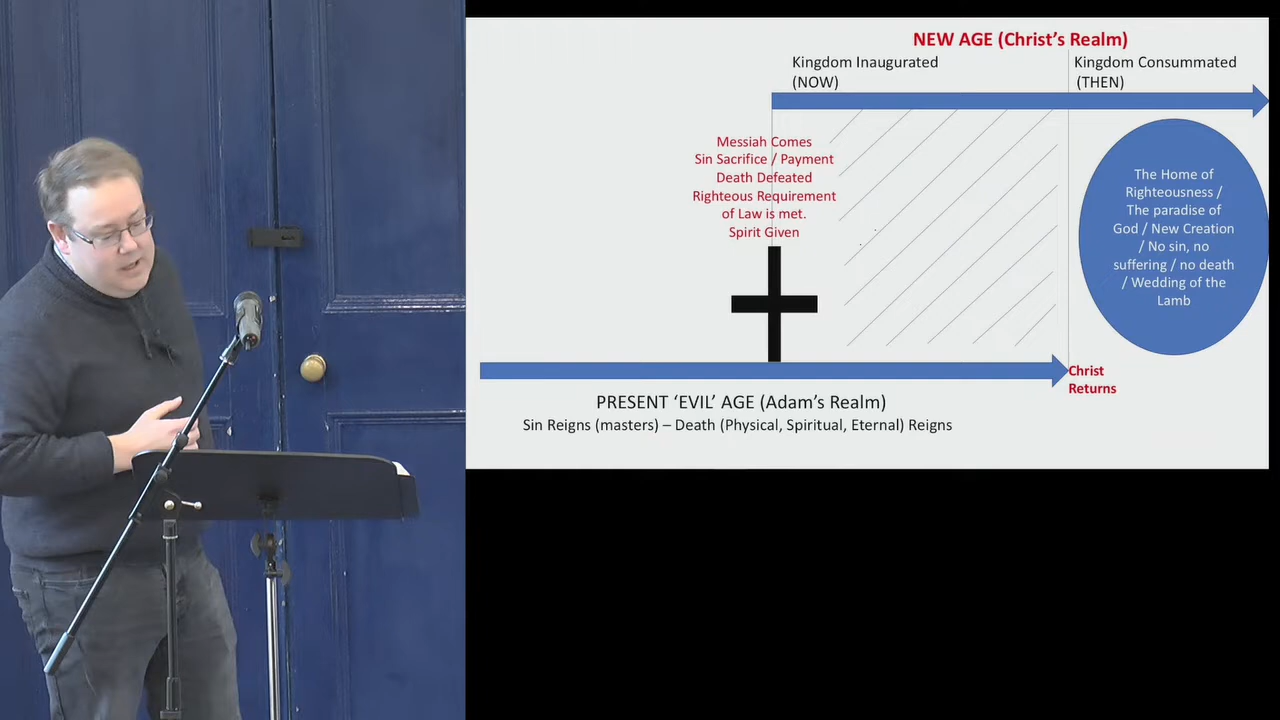 NEW AGE (Christ's Realm)
Kingdom Inaugurated
(NOW)
Kingdom Consummated
(THEN)
Messiah Comes
Sin Sacrifice / Payment
Death Defeated
Righteous Requirement
of Law is met.
Spirit Given
The Home of
Righteousness /
The paradise of
God / New Creation
/ No sin, no
suffering / no death
/ Wedding of the
Lamb
Christ
Returns
PRESENT 'EVIL' AGE (Adam's Realm)
Sin Reigns (masters) – Death (Physical, Spiritual, Eternal) Reigns